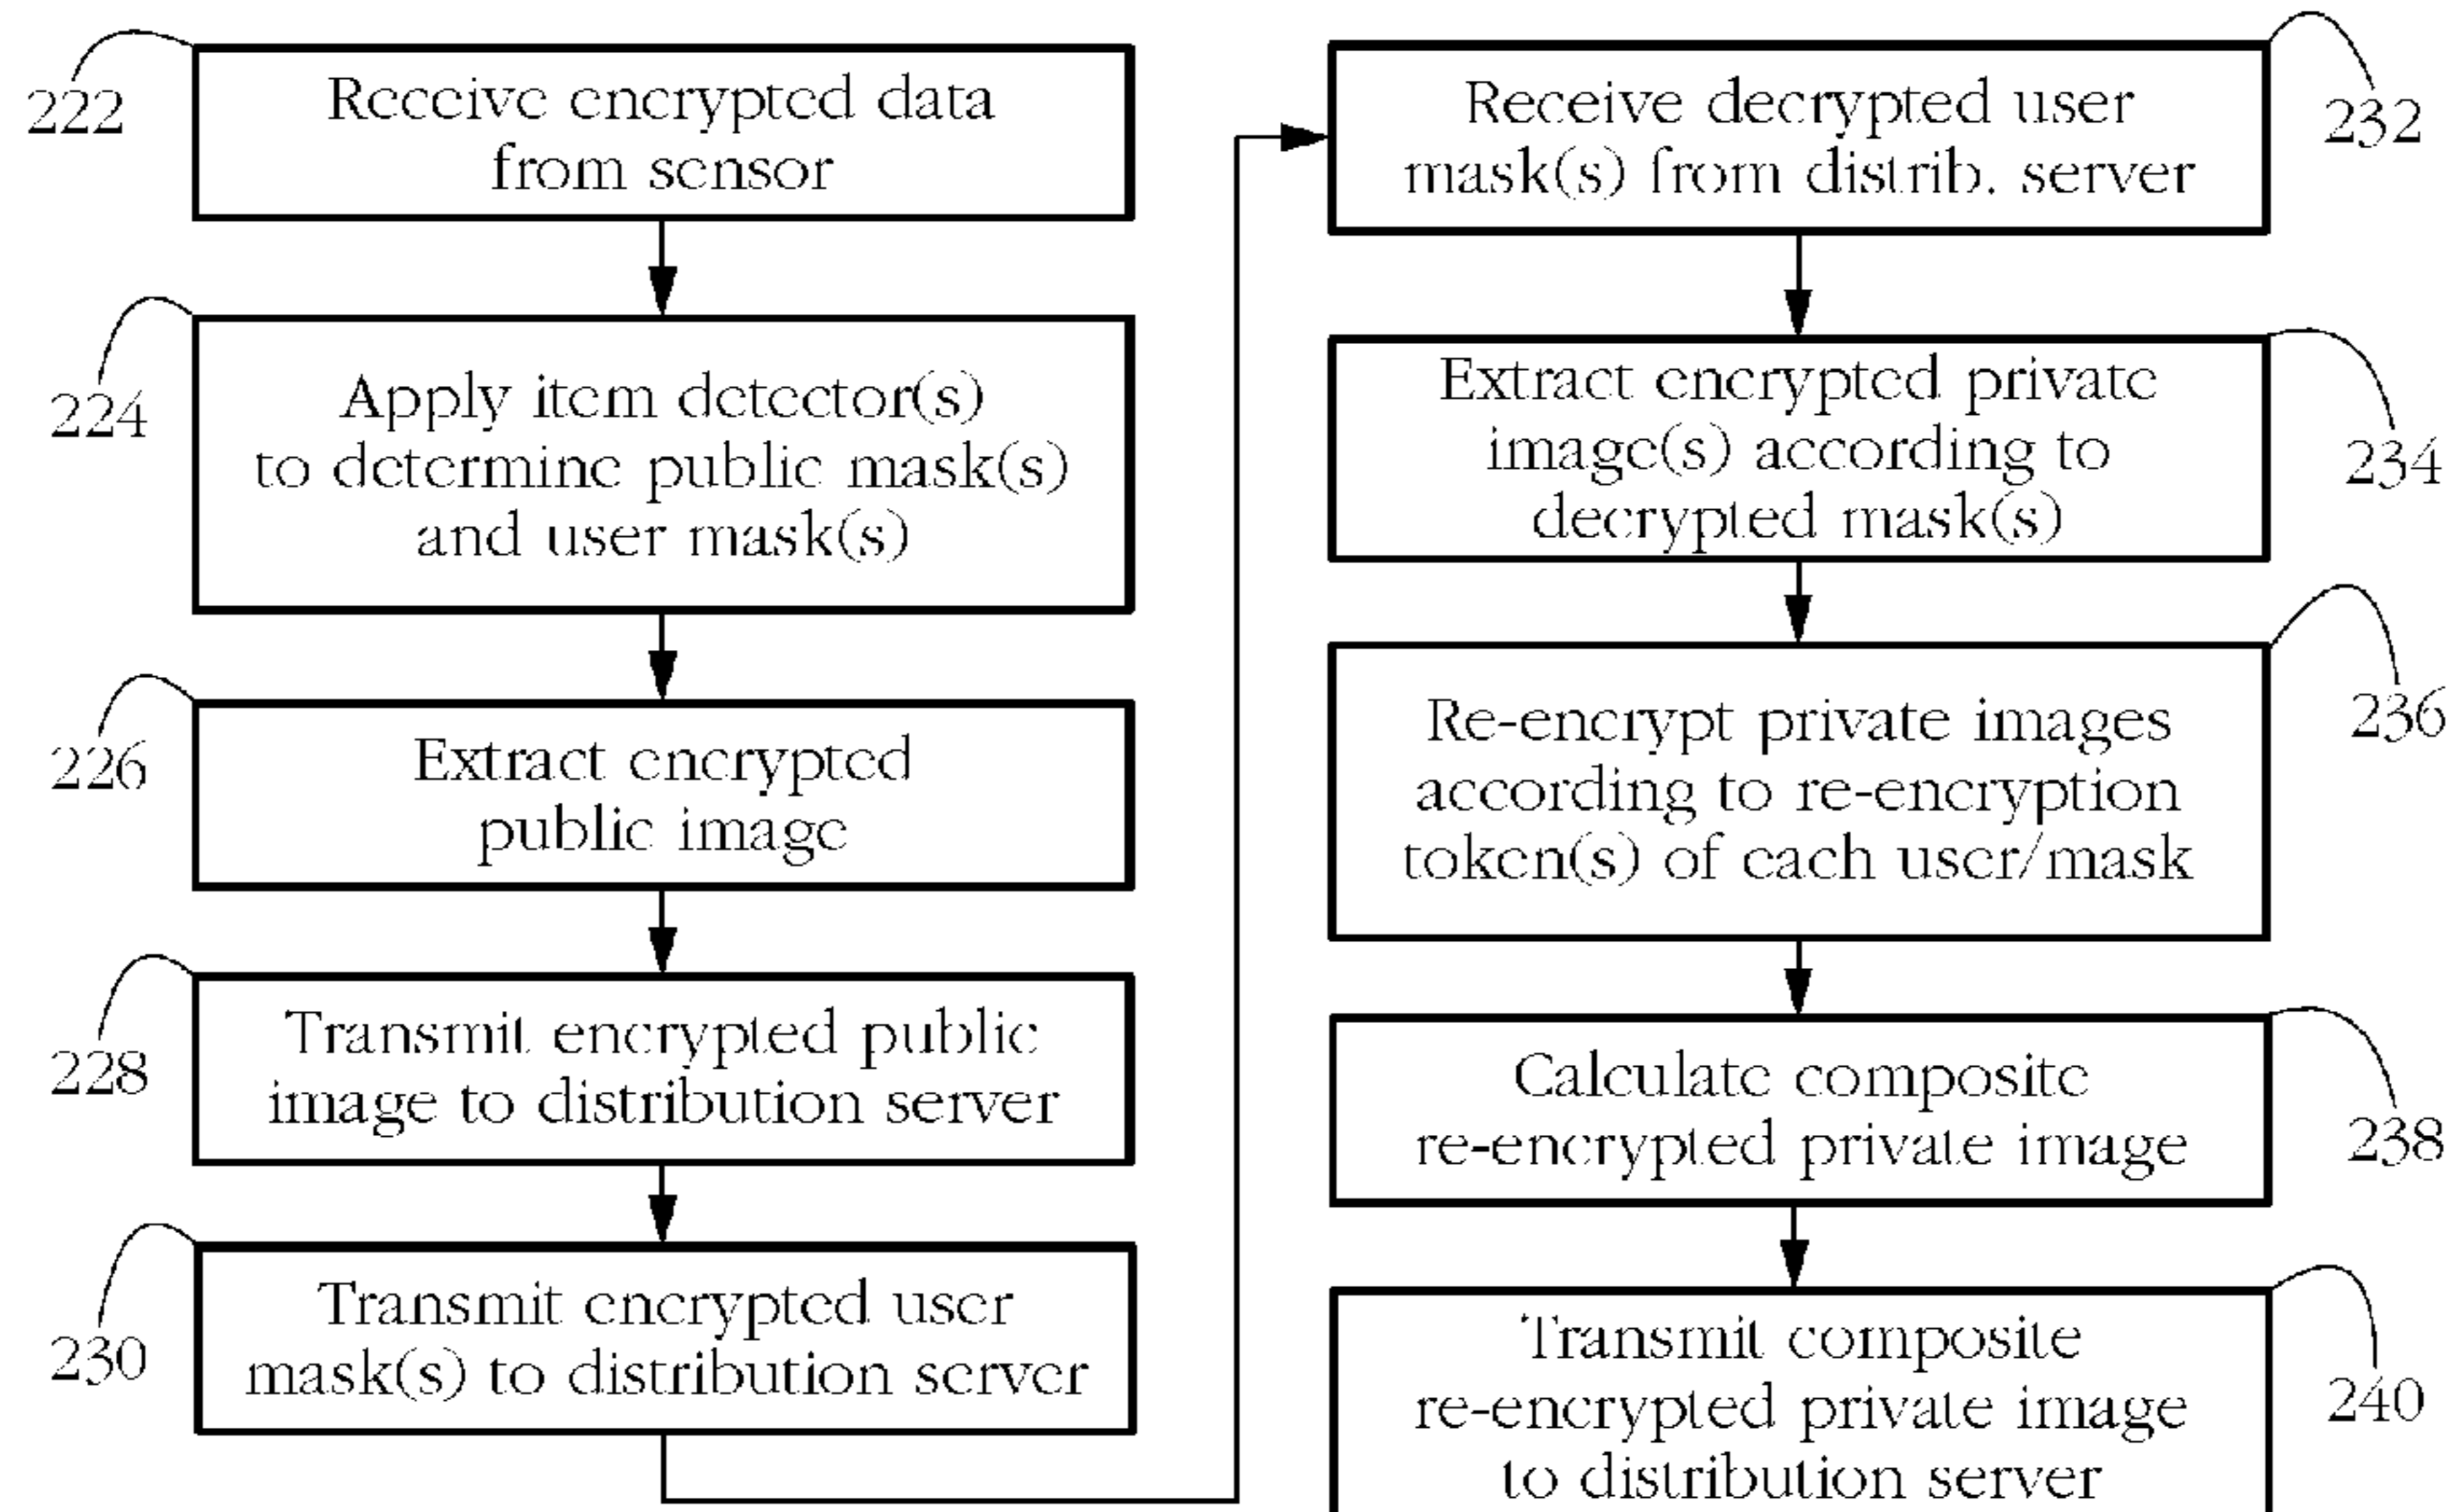 222
Receive encrypted data
from sensor
224
Apply item detector(s)
to determine public mask(s)
and user mask(s)
226
Extract encrypted
public image
228
Transmit encrypted public
image to distribution server
230
Transmit encrypted user
mask(s) to distribution server
232
Receive decrypted user
mask(s) from distrib. server
234
Extract encrypted private
image(s) according to
decrypted mask(s)
236
Re-encrypt private images
according to re-encryption
token(s) of each user/mask
238
Calculate composite
re-encrypted private image
240
Transmit composite
re-encrypted private image
to distribution server